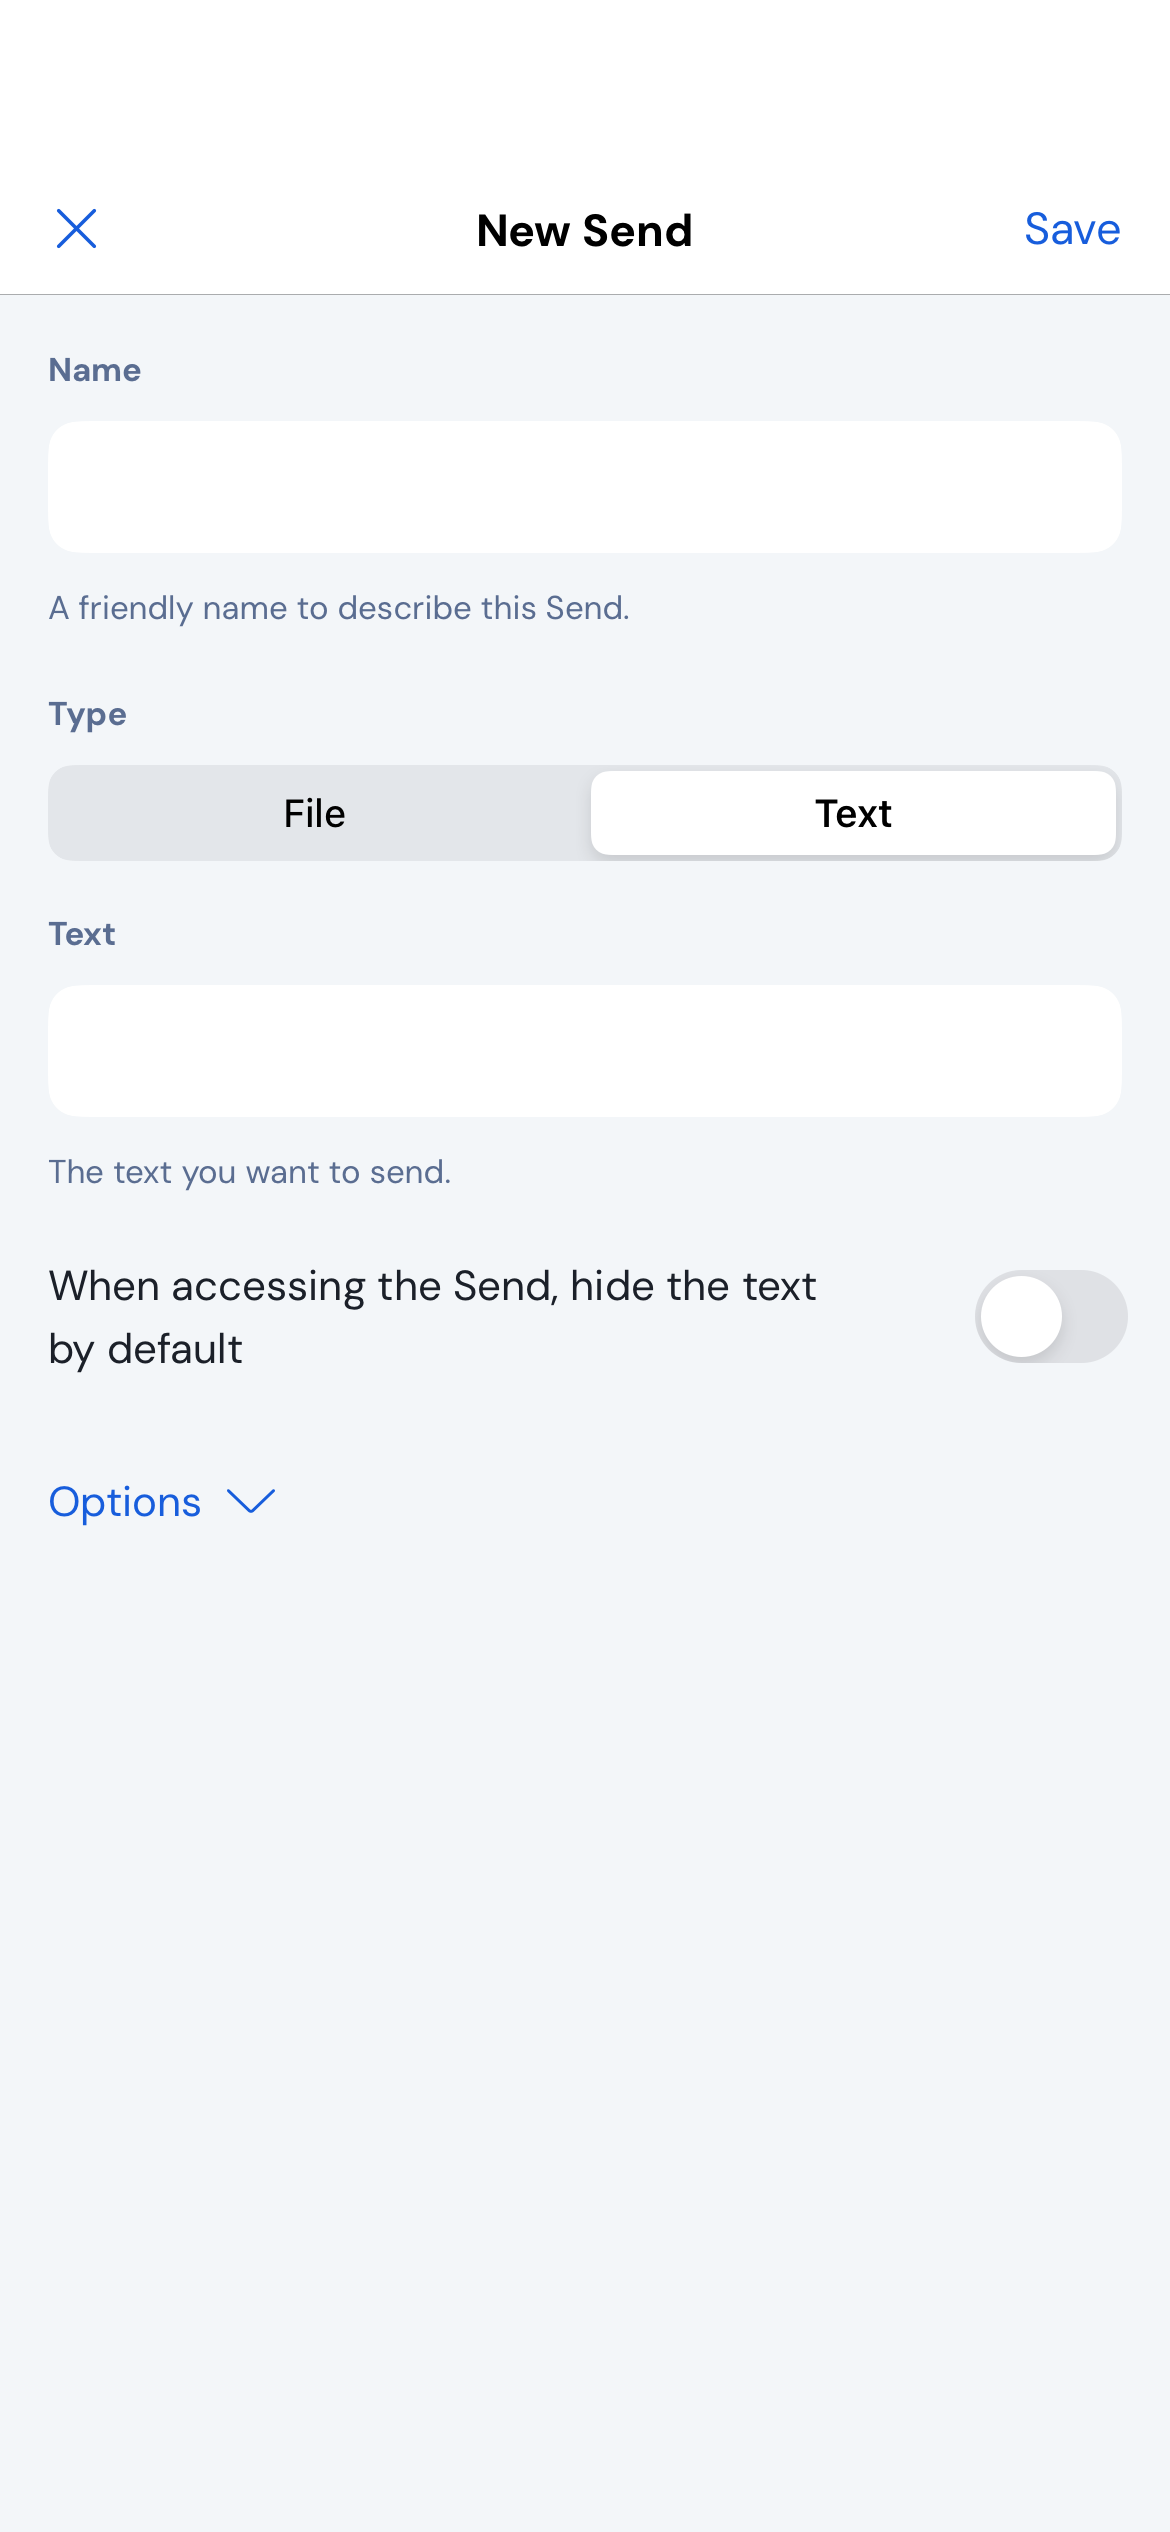 New Send
Save
Name
A friendly name to describe this Send.
Type
File
Text
Text
The text you want to send.
When accessing the Send, hide the text
by default
Options